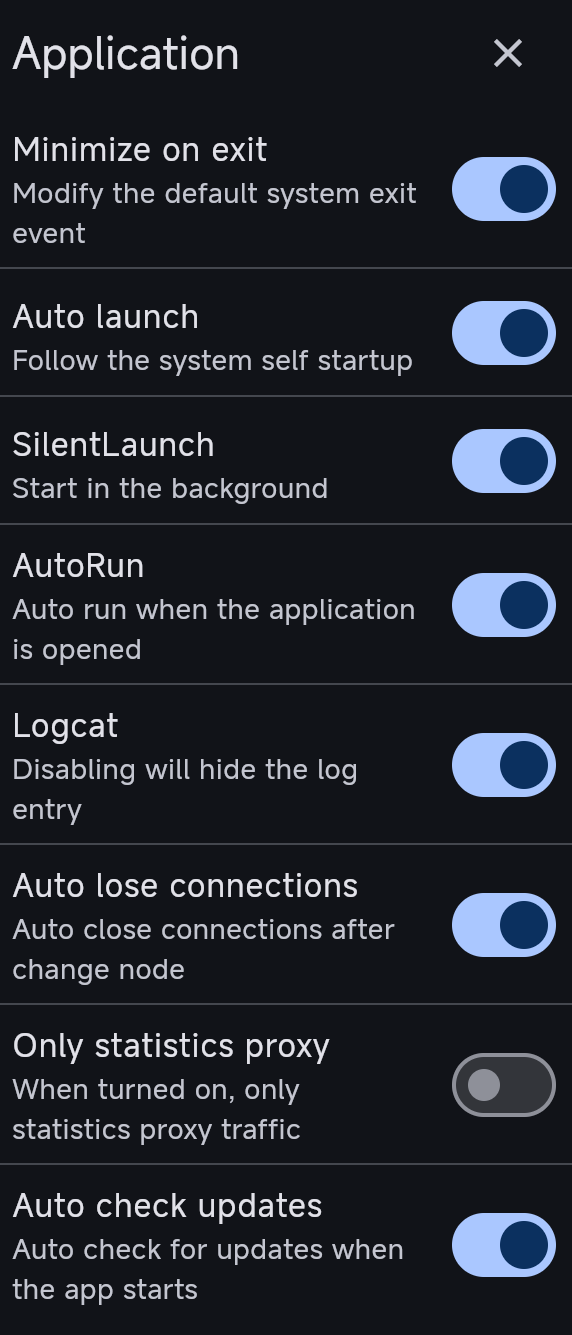 Application
Minimize on exit
Modify the default system exit
event
Auto launch
Follow the system self startup
SilentLaunch
Start in the background
AutoRun
Auto run when the application
is opened
Logcat
Disabling will hide the log
entry
Auto lose connections
Auto close connections after
change node
Only statistics proxy
When turned on, only
statistics proxy traffic
Auto check updates
Auto check for updates when
the app starts